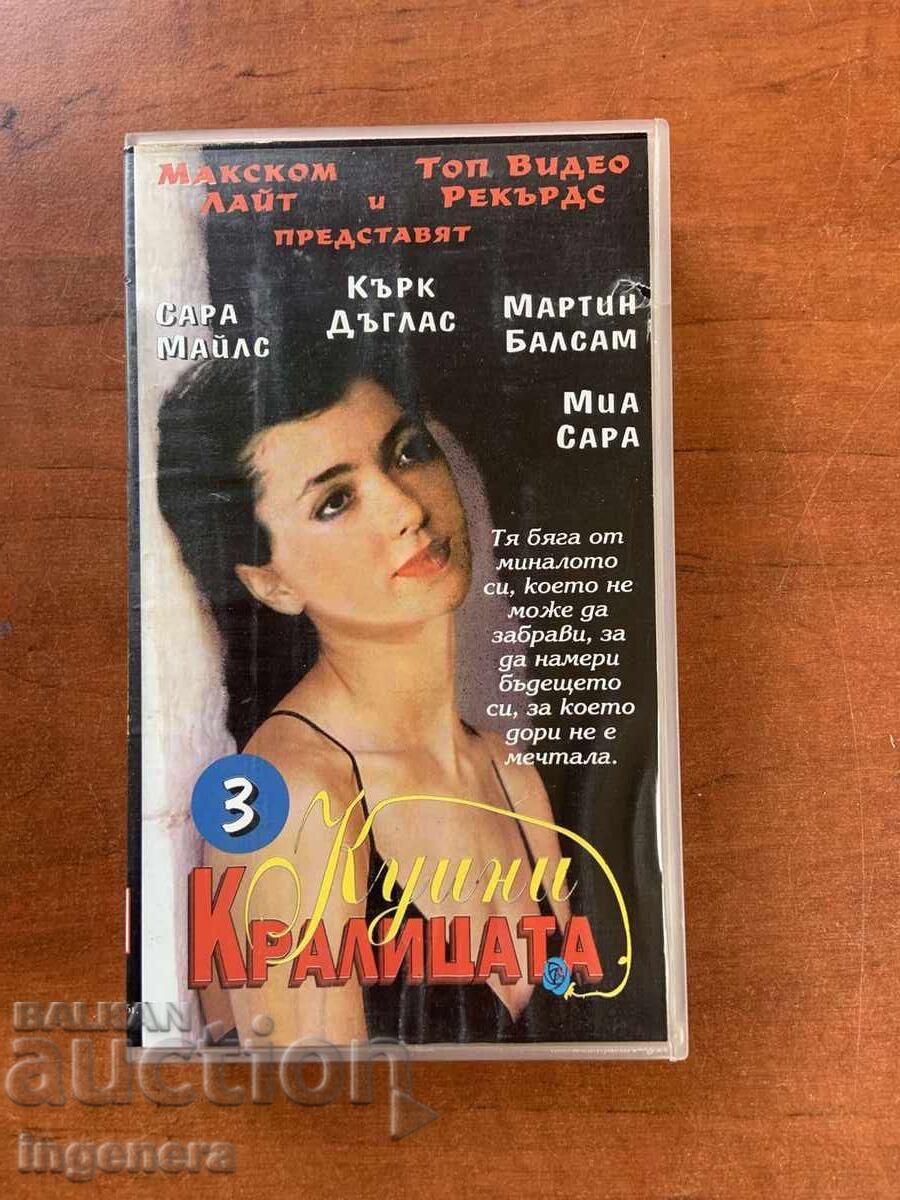 Макском Лайт и Топ Видео Рекърдс
представят
Сара Майлс
Кърк Дъглас
Мартин Балсам
Миа Сара
Тя бяга от
миналото
си, което не
може да
забрави, за
да намери
бъдещето
си, за което
дори не е
мечтала.
3
Куини
Кралицата
BALKAN
auction
ingenera